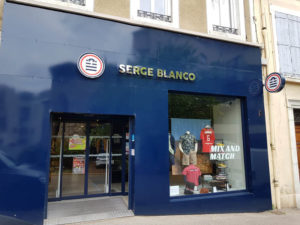 SERGE BLANCO
MIX AND
MATCH